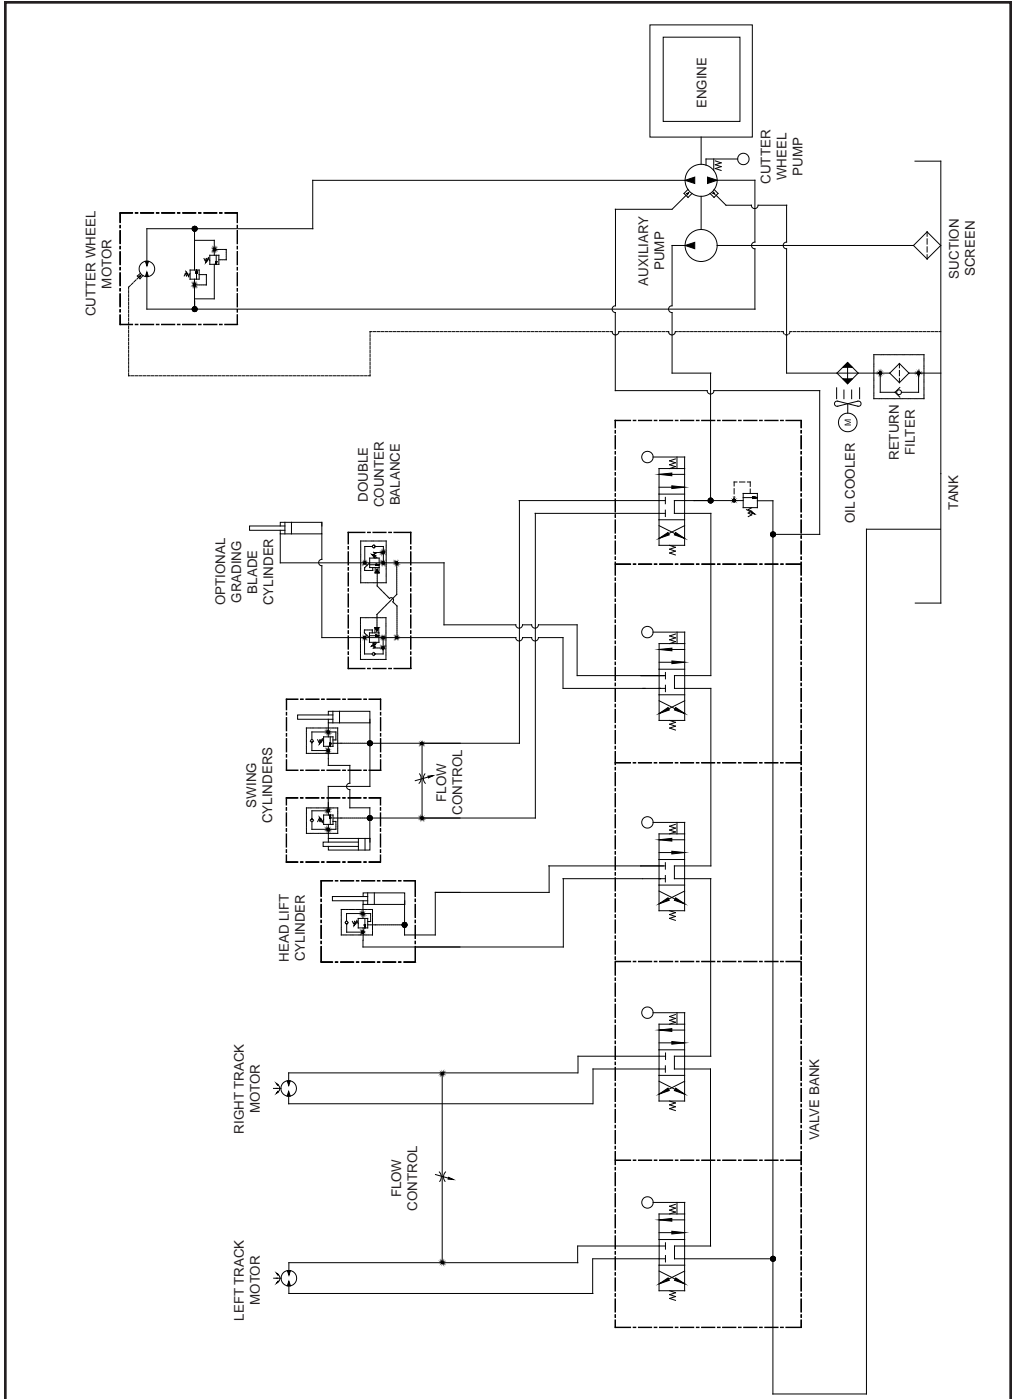 ENGINE
CUTTER
WHEEL
PUMP
AUXILIARY
PUMP
SUCTION
SCREEN
CUTTER WHEEL
MOTOR
M
OIL COOLER
RETURN
FILTER
TANK
DOUBLE
COUNTER
BALANCE
OPTIONAL
GRADING
BLADE
CYLINDER
SWING
CYLINDERS
FLOW
CONTROL
HEAD LIFT
CYLINDER
RIGHT TRACK
MOTOR
FLOW
CONTROL
LEFT TRACK
MOTOR
VALVE BANK